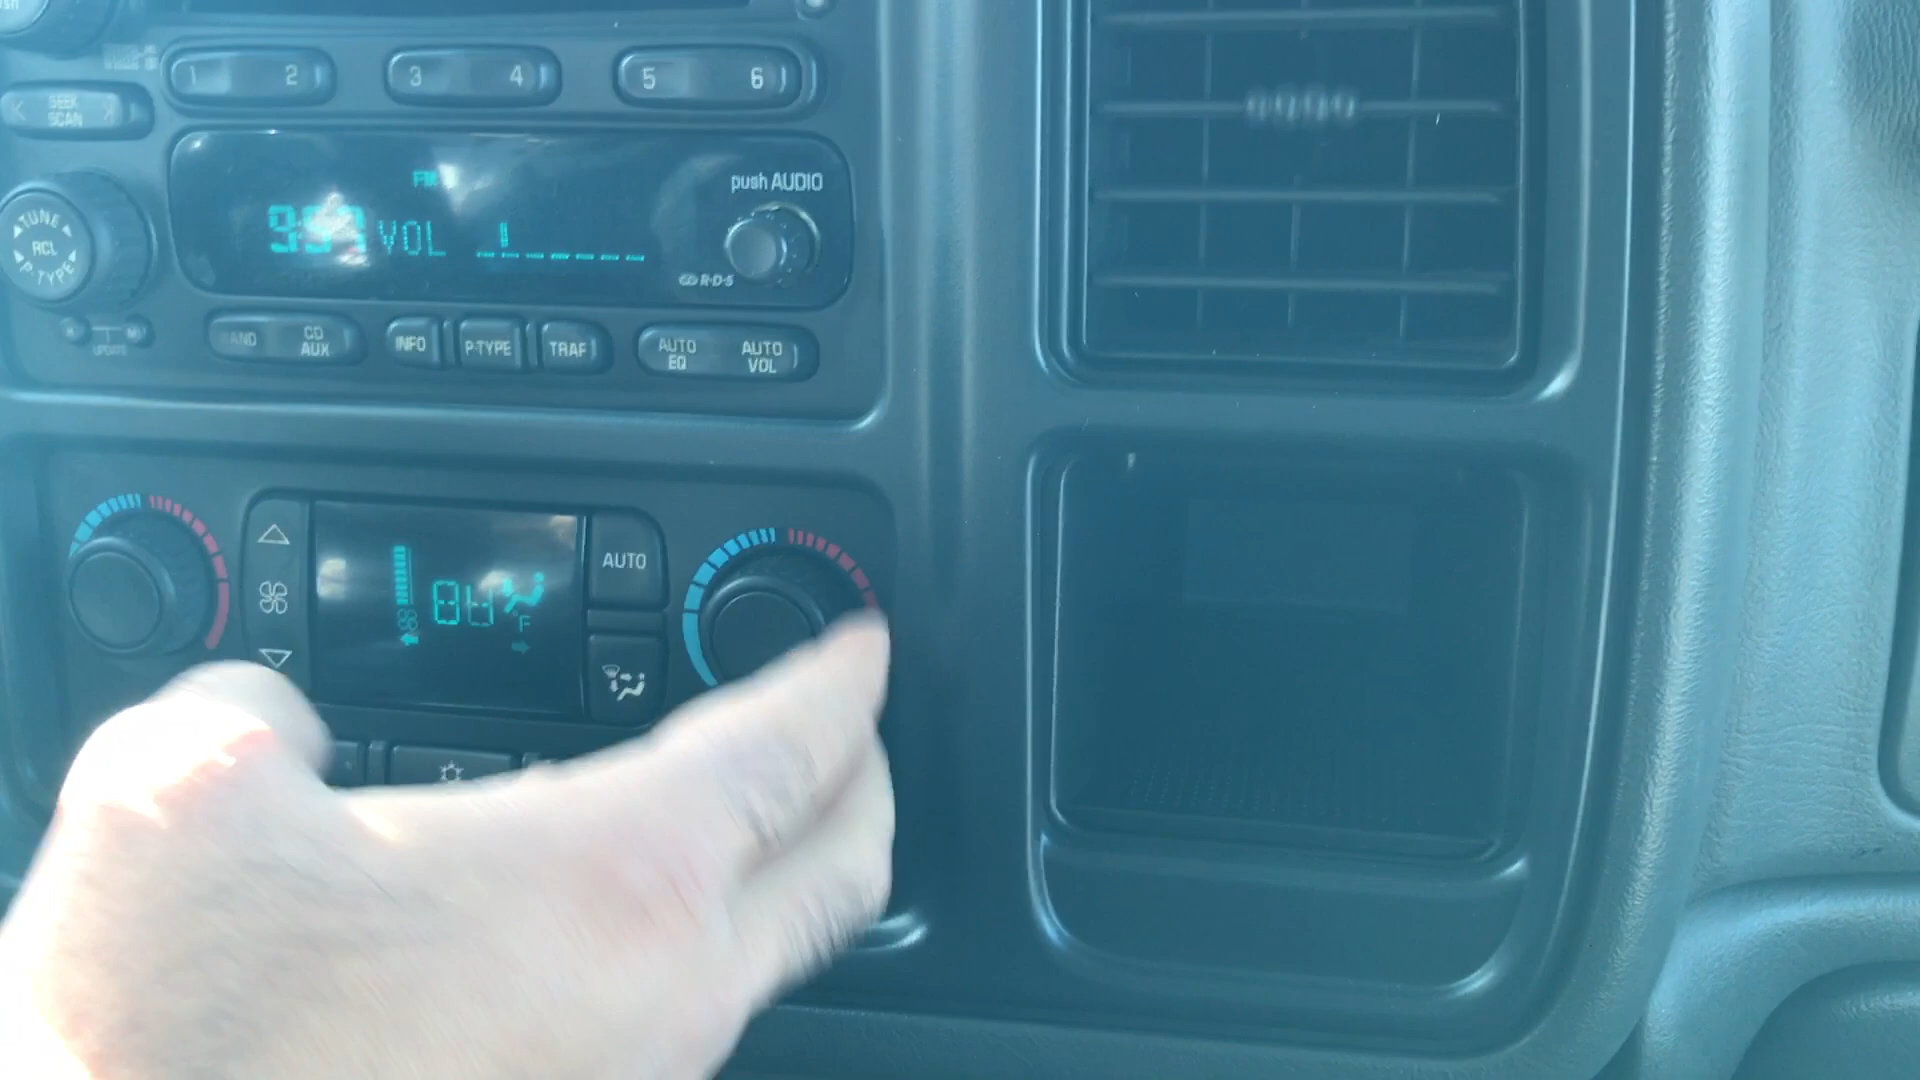 1 2 3 4 5 6
SEEK
SCAN
FM
push AUDIO
TUNE
RCL
P-TYPE
VOL
R·D·S
CD
AUX
INFO
P-TYPE
TRAF
AUTO
EQ
AUTO
VOL
UPDATE
AUTO
°F